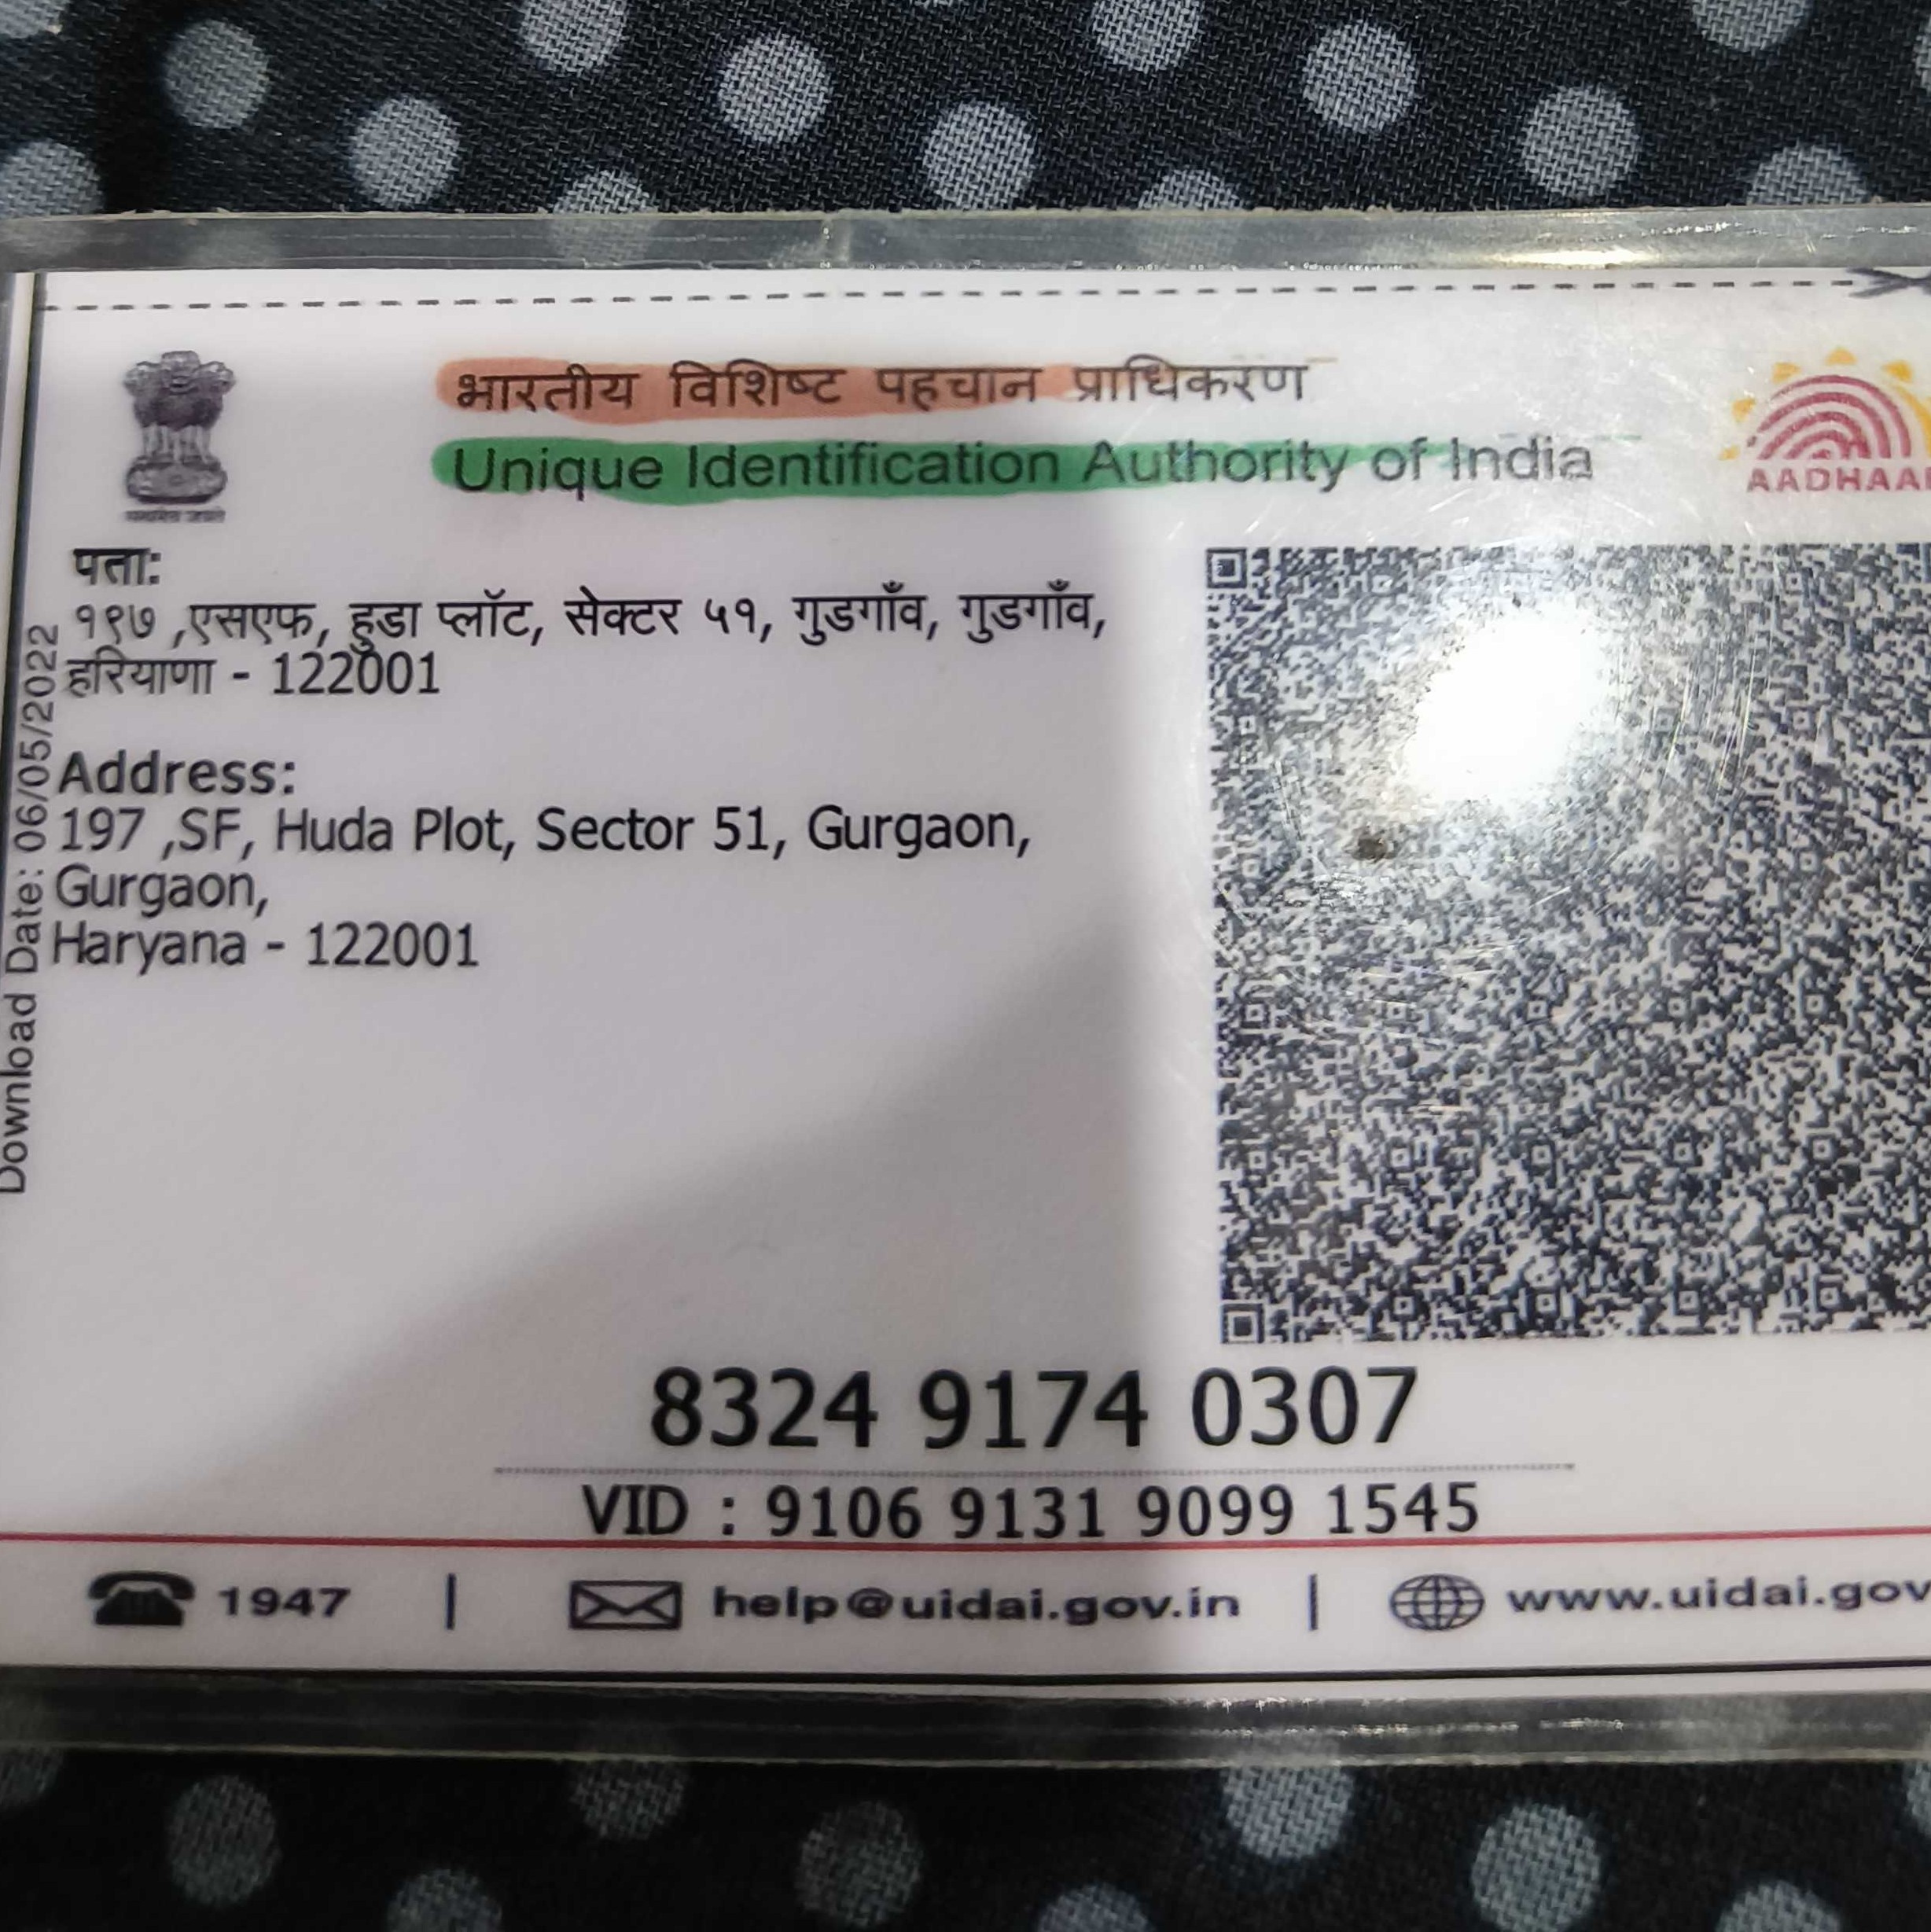 भारतीय विशिष्ट पहचान प्राधिकरण
Unique Identification Authority of India
AADHAA
पता:
१९७ ,एसएफ, हुडा प्लॉट, सेक्टर ५१, गुडगाँव, गुडगाँव,
हरियाणा - 122001
Address:
197 ,SF, Huda Plot, Sector 51, Gurgaon,
Gurgaon,
Haryana - 122001
Download Date: 06/05/2022
8324 9174 0307
VID : 9106 9131 9099 1545
1947 | help@uidai.gov.in | www.uidai.gov